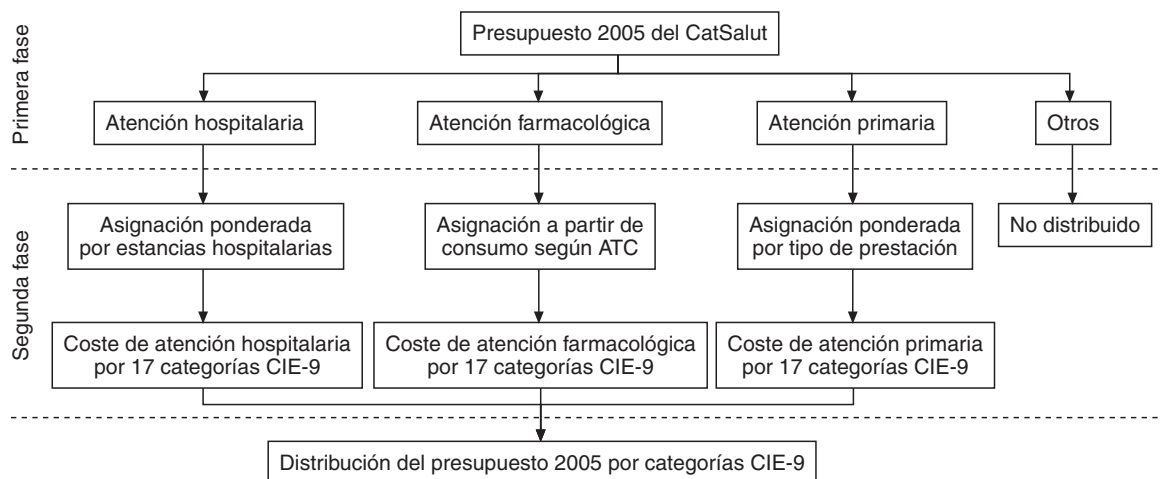 Primera fase
Presupuesto 2005 del CatSalut
Atención hospitalaria
Atención farmacológica
Atención primaria
Otros
Segunda fase
Asignación ponderada
por estancias hospitalarias
Asignación a partir de
consumo según ATC
Asignación ponderada
por tipo de prestación
No distribuido
Coste de atención hospitalaria
por 17 categorías CIE-9
Coste de atención farmacológica
por 17 categorías CIE-9
Coste de atención primaria
por 17 categorías CIE-9
Distribución del presupuesto 2005 por categorías CIE-9